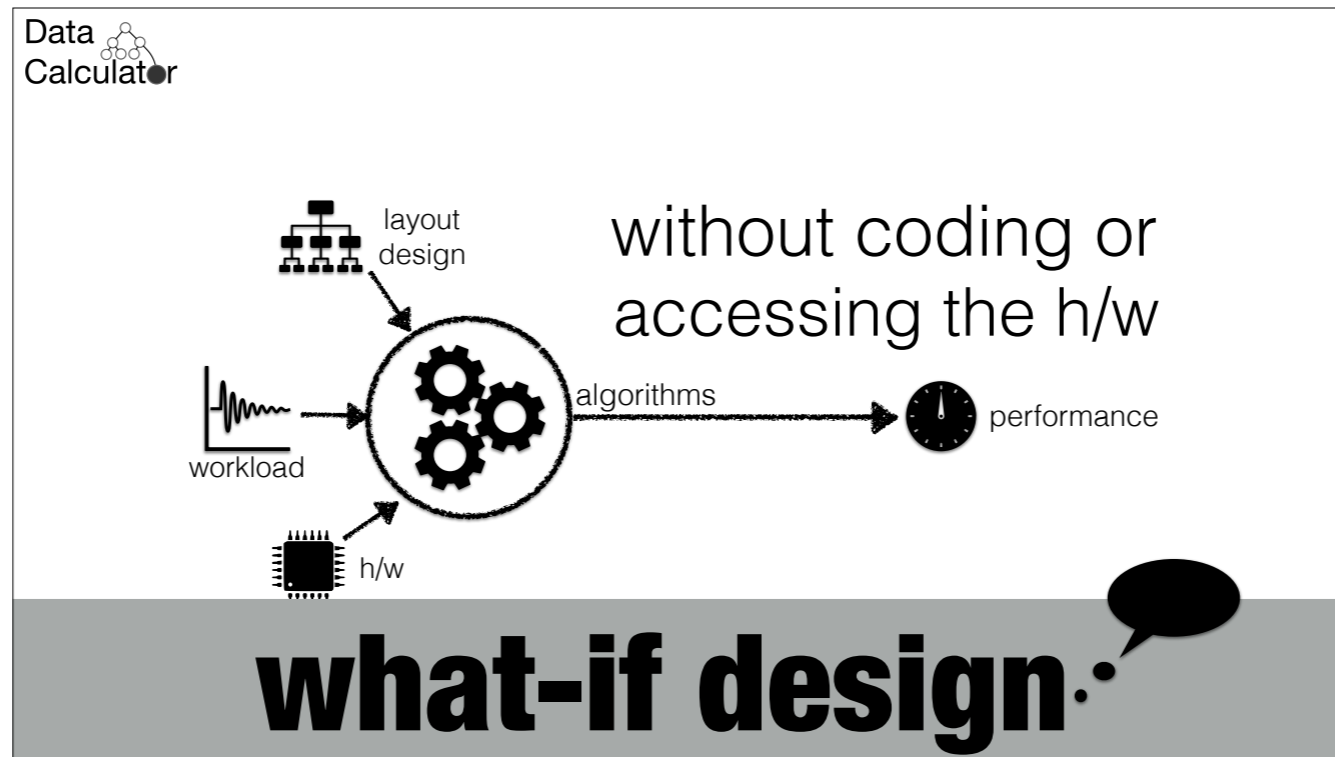 Data
Calculator
layout
design
without coding or
accessing the h/w
algorithms
performance
workload
h/w
what-if design